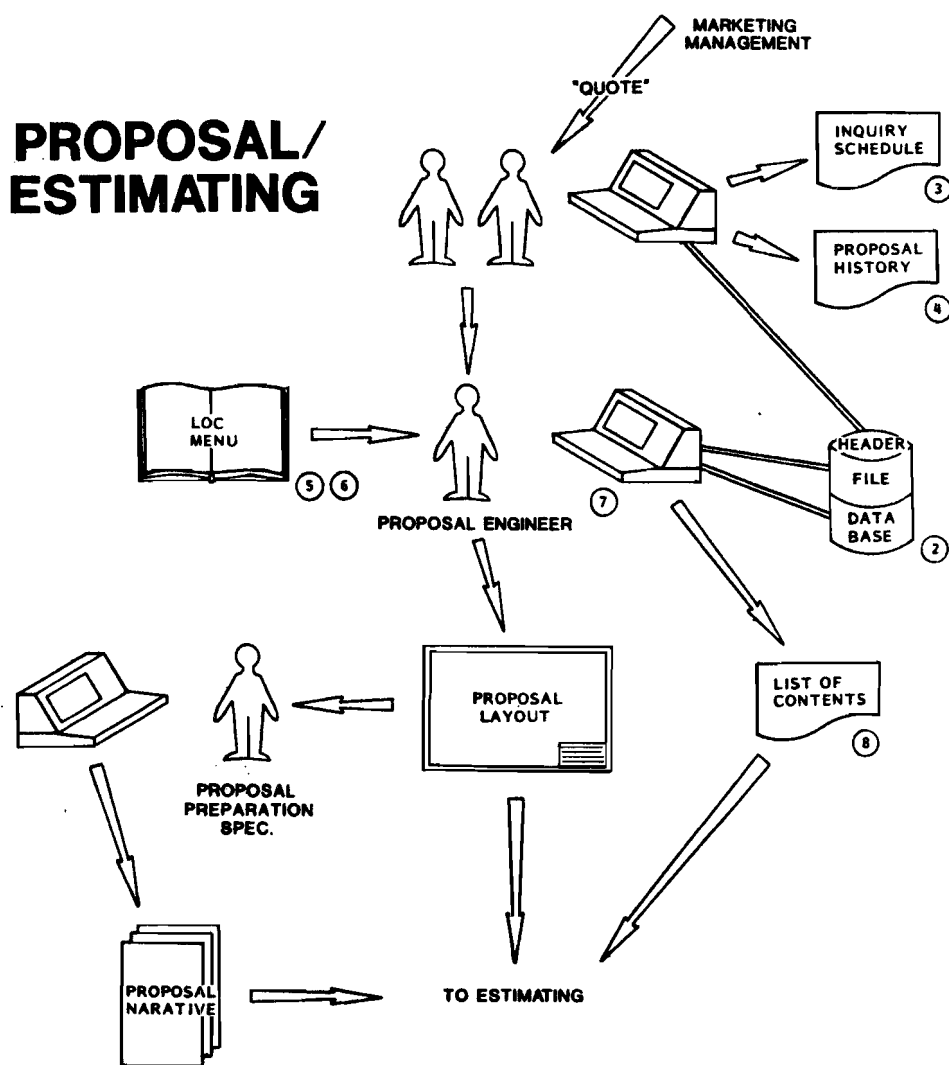 MARKETING
MANAGEMENT
"QUOTE"
PROPOSAL/
ESTIMATING
INQUIRY
SCHEDULE
3
PROPOSAL
HISTORY
4
LOC
MENU
5 6
PROPOSAL ENGINEER
7
HEADER
FILE
DATA
BASE
2
PROPOSAL
LAYOUT
LIST OF
CONTENTS
8
PROPOSAL
PREPARATION
SPEC.
PROPOSAL
NARATIVE
TO ESTIMATING